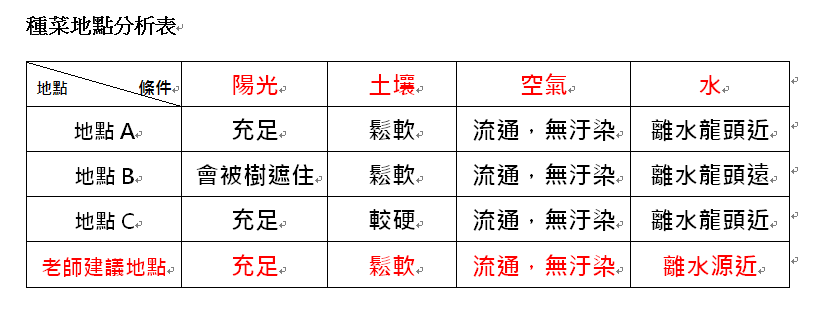 種菜地點分析表
地點 條件 陽光 土壤 空氣 水
地點 A 充足 鬆軟 流通，無汙染 離水龍頭近
地點 B 會被樹遮住 鬆軟 流通，無汙染 離水龍頭遠
地點 C 充足 較硬 流通，無汙染 離水龍頭近
老師建議地點 充足 鬆軟 流通，無汙染 離水源近